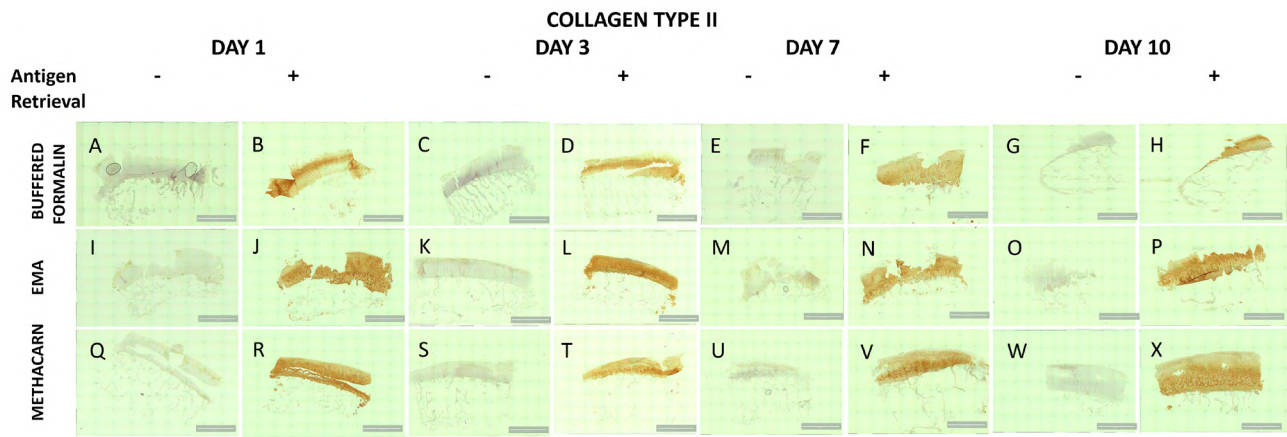 COLLAGEN TYPE II
DAY 1 DAY 3 DAY 7 DAY 10
Antigen - + - + - + - +
Retrieval
BUFFERED
FORMALIN
A B C D E F G H
EMA
I J K L M N O P
METHACARN
Q R S T U V W X